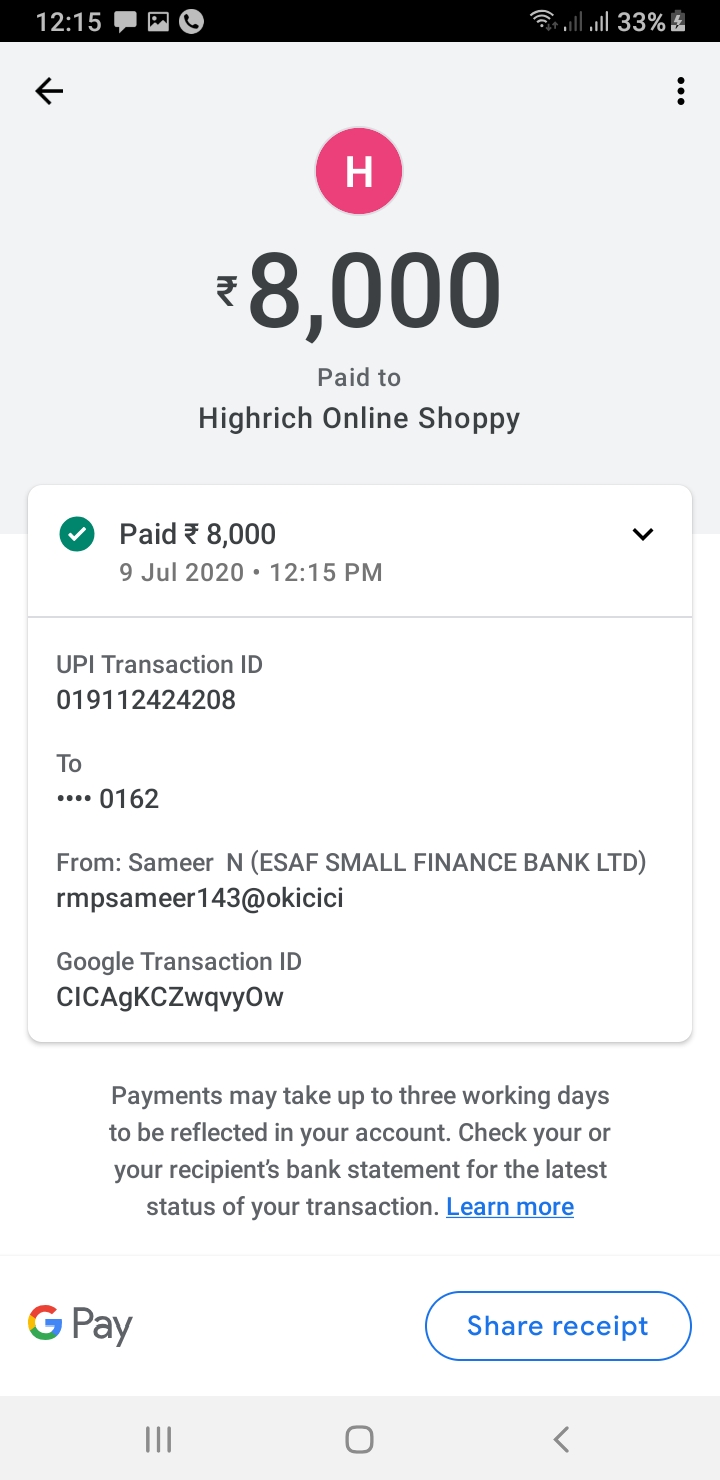 12:15
33%
H
₹8,000
Paid to
Highrich Online Shoppy
Paid ₹ 8,000
9 Jul 2020 • 12:15 PM
UPI Transaction ID
019112424208
To
•••• 0162
From: Sameer  N (ESAF SMALL FINANCE BANK LTD)
rmpsameer143@okicici
Google Transaction ID
CICAgKCZwqvyOw
Payments may take up to three working days
to be reflected in your account. Check your or
your recipient's bank statement for the latest
status of your transaction. Learn more
G Pay
Share receipt